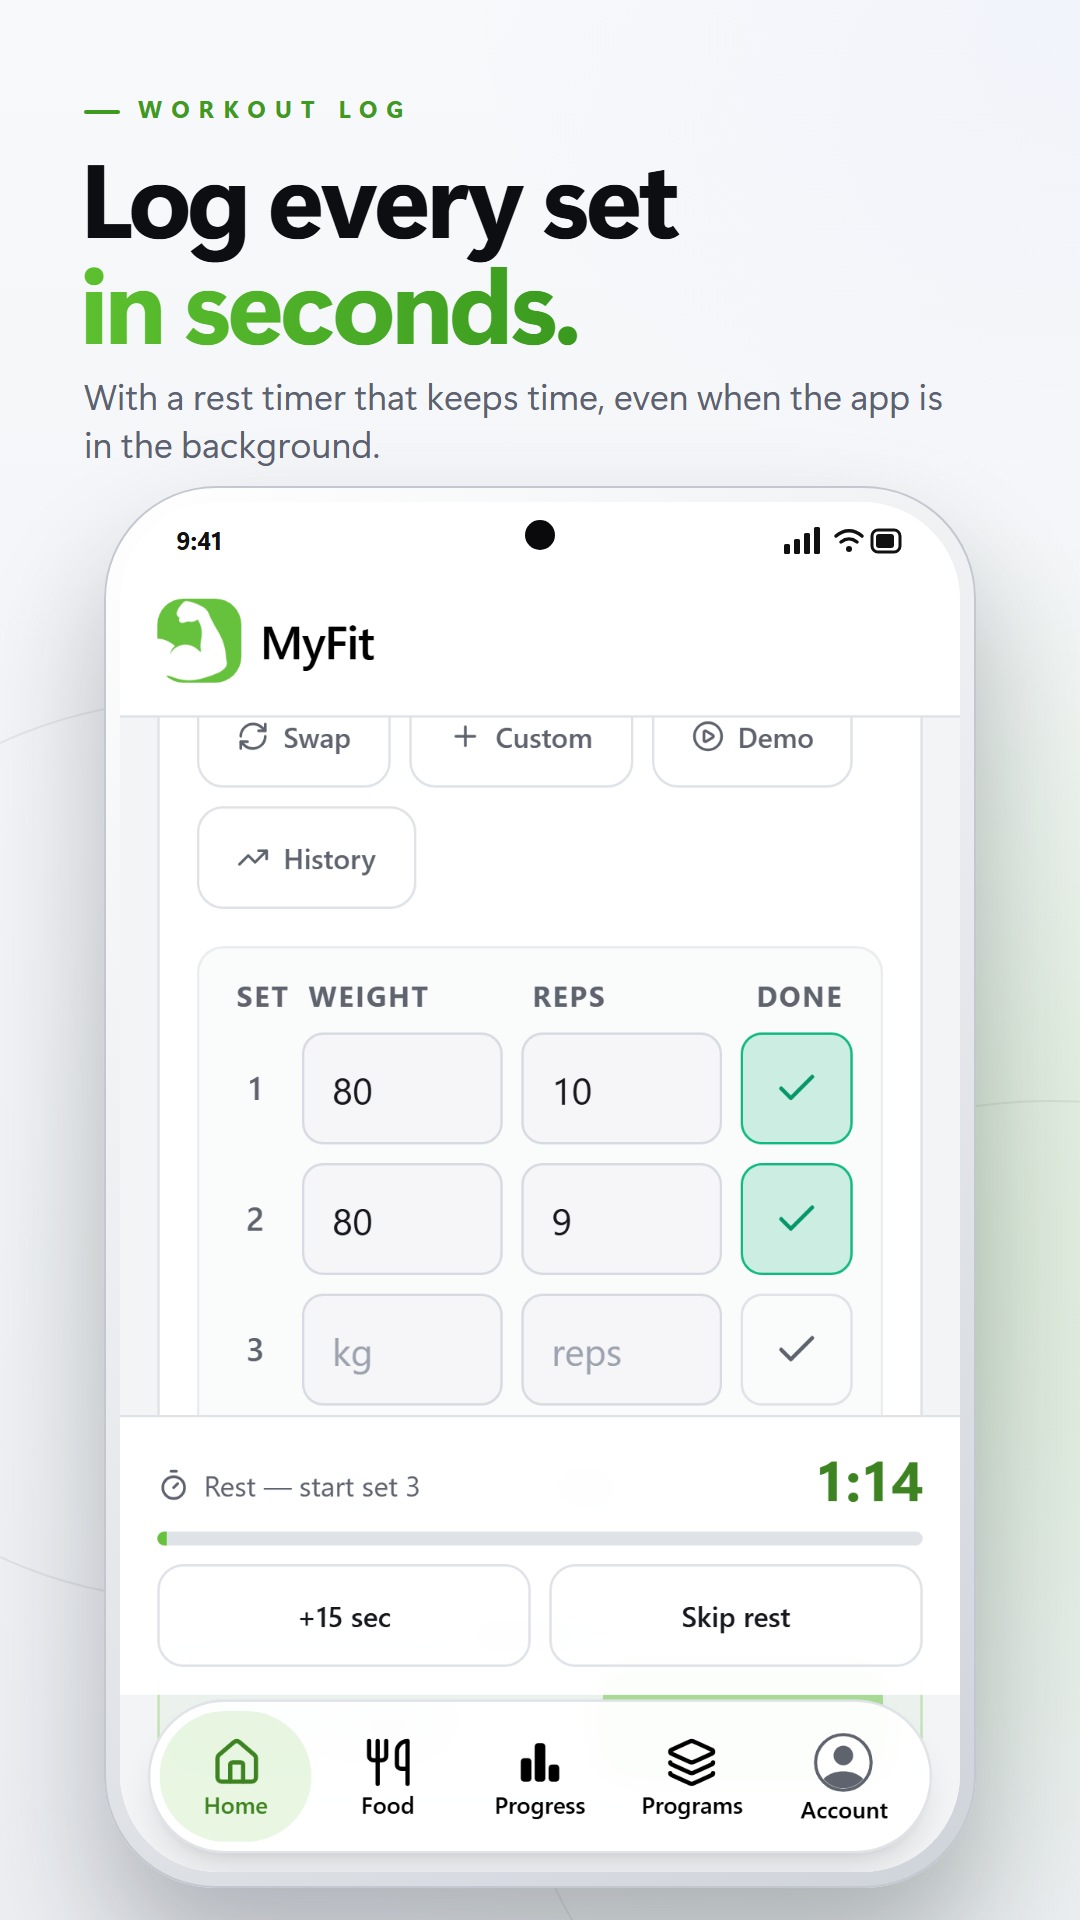 WORKOUT LOG
Log every set
in seconds.
With a rest timer that keeps time, even when the app is
in the background.
9:41
MyFit
Swap
Custom
Demo
History
SET WEIGHT REPS DONE
1 80 10
2 80 9
3 kg reps
Rest — start set 3 1:14
+15 sec
Skip rest
Home
Food
Progress
Programs
Account